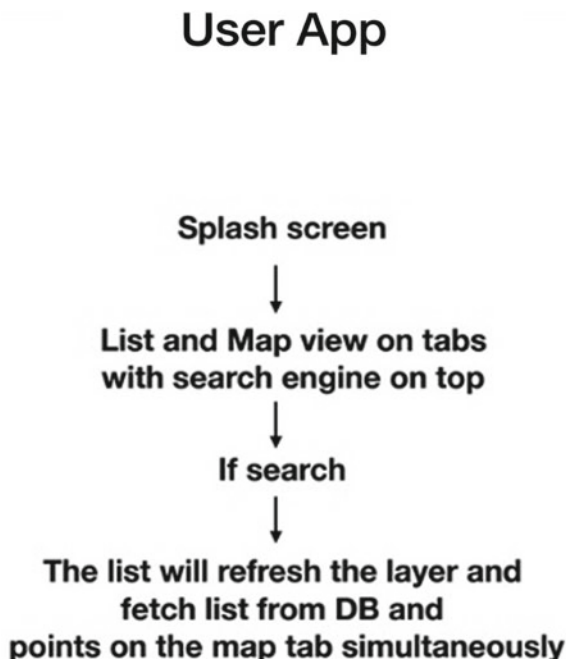 User App
Splash screen
List and Map view on tabs
with search engine on top
If search
The list will refresh the layer and
fetch list from DB and
points on the map tab simultaneously